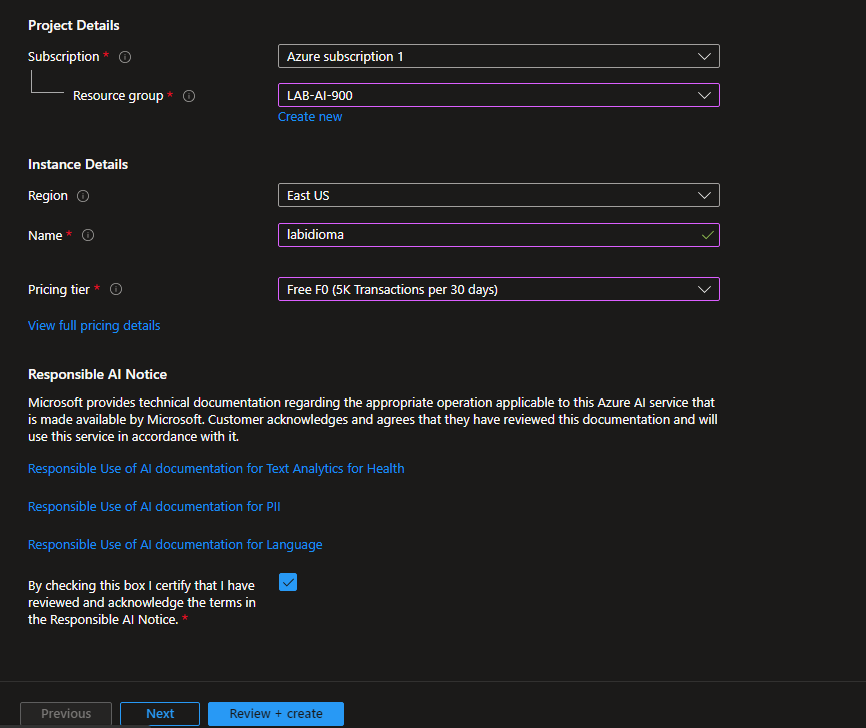 Project Details
Subscription *
Azure subscription 1
Resource group *
LAB-AI-900
Create new
Instance Details
Region
East US
Name *
labidioma
Pricing tier *
Free F0 (5K Transactions per 30 days)
View full pricing details
Responsible AI Notice
Microsoft provides technical documentation regarding the appropriate operation applicable to this Azure AI service that
is made available by Microsoft. Customer acknowledges and agrees that they have reviewed this documentation and will
use this service in accordance with it.
Responsible Use of AI documentation for Text Analytics for Health
Responsible Use of AI documentation for PII
Responsible Use of AI documentation for Language
By checking this box I certify that I have
reviewed and acknowledge the terms in
the Responsible AI Notice. *
Previous
Next
Review + create